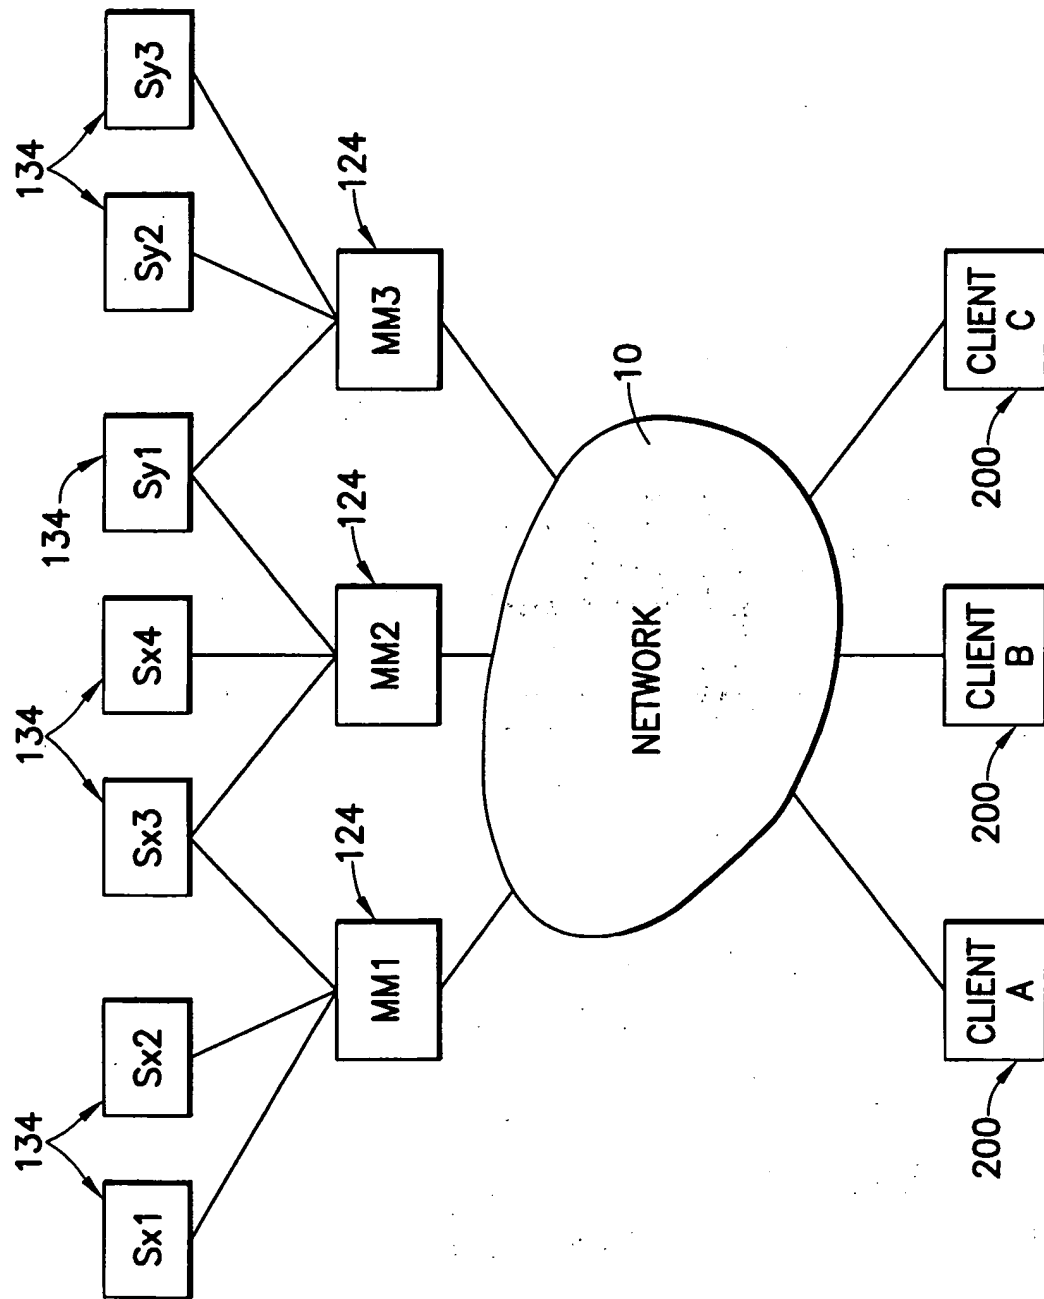 134
134
134
134
Sx1
Sx2
Sx3
Sx4
Sy1
Sy2
Sy3
124
124
124
MM1
MM2
MM3
10
NETWORK
CLIENT
A
CLIENT
B
CLIENT
C
200
200
200